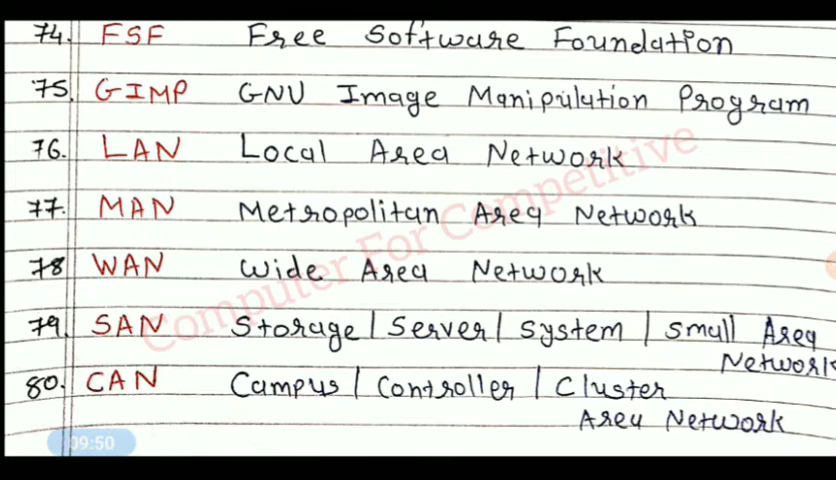 74. FSF Free Software Foundation
75. GIMP GNU Image Manipulation Program
76. LAN Local Area Network
77. MAN Metropolitan Area Network
78 WAN Wide Area Network
79. SAN Storage | Server | System | Small Area
Network
80. CAN Campus | Controller | Cluster
Area Network
Computer For Competitive
09:50